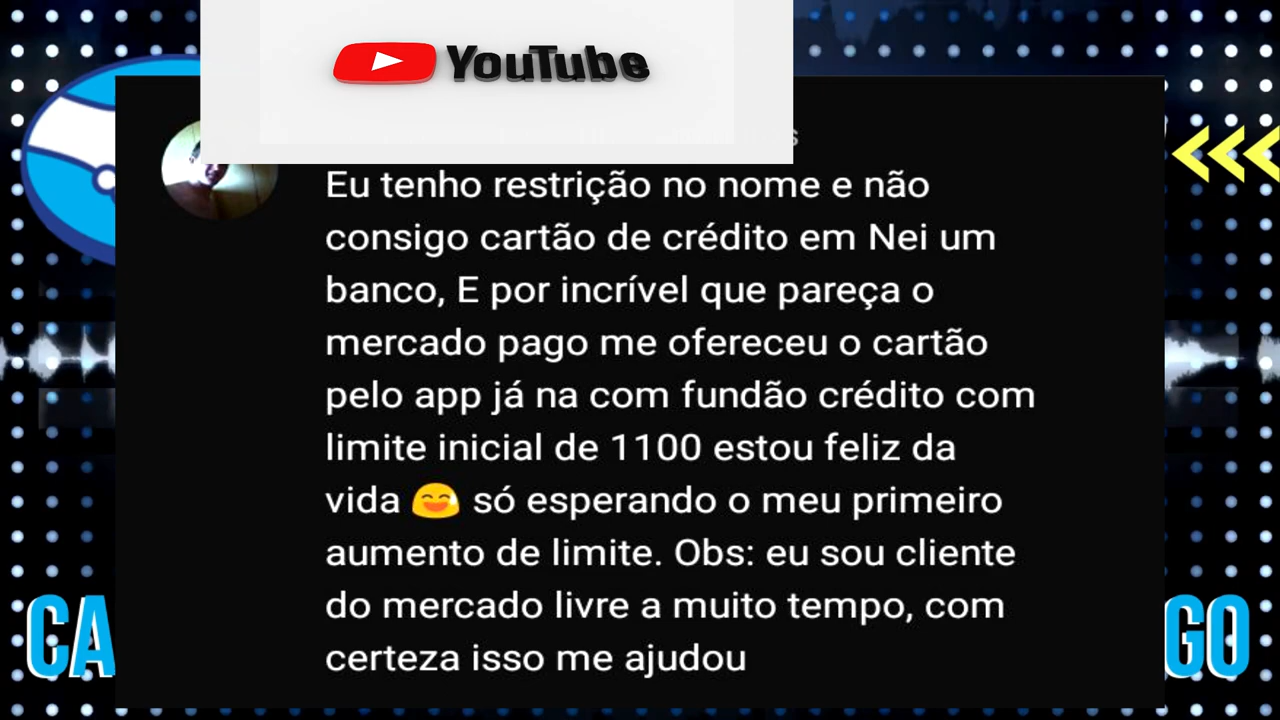 YouTube
s
Eu tenho restrição no nome e não
consigo cartão de crédito em Nei um
banco, E por incrível que pareça o
mercado pago me ofereceu o cartão
pelo app já na com fundão crédito com
limite inicial de 1100 estou feliz da
vida 😅 só esperando o meu primeiro
aumento de limite. Obs: eu sou cliente
do mercado livre a muito tempo, com
certeza isso me ajudou
CA
GO